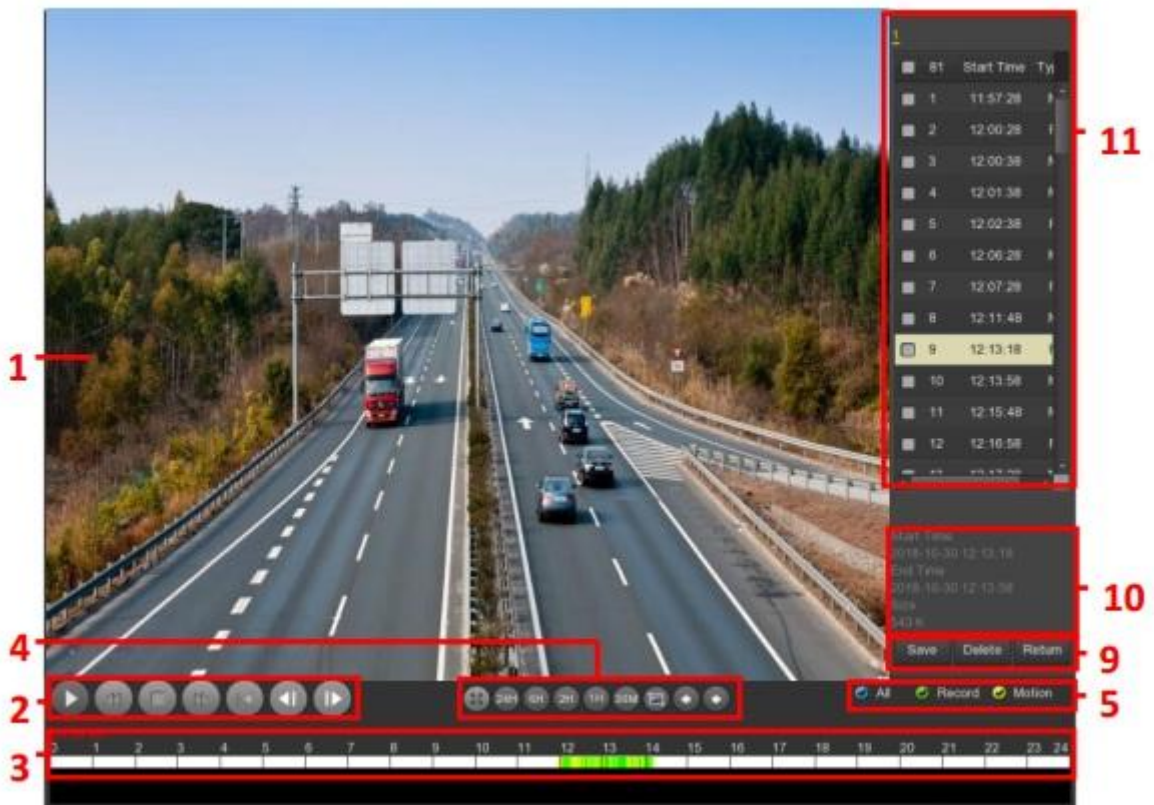 1
81 Start Time Ty
1 11:57:28
2 12:00:28
3 12:00:38
4 12:01:38
5 12:02:38
6 12:06:28
7 12:07:28
8 12:11:48
9 12:13:18
10 12:13:58
11 12:15:48
12 12:16:58
11
1
Start Time
2018-10-30 12:13:18
End Time
2018-10-30 12:13:58
Size
10
4
Save Delete Return
9
2
24H 6H 2H 1H 30M
All Record Motion
5
0 1 2 3 4 5 6 7 8 9 10 11 12 13 14 15 16 17 18 19 20 21 22 23 24
3